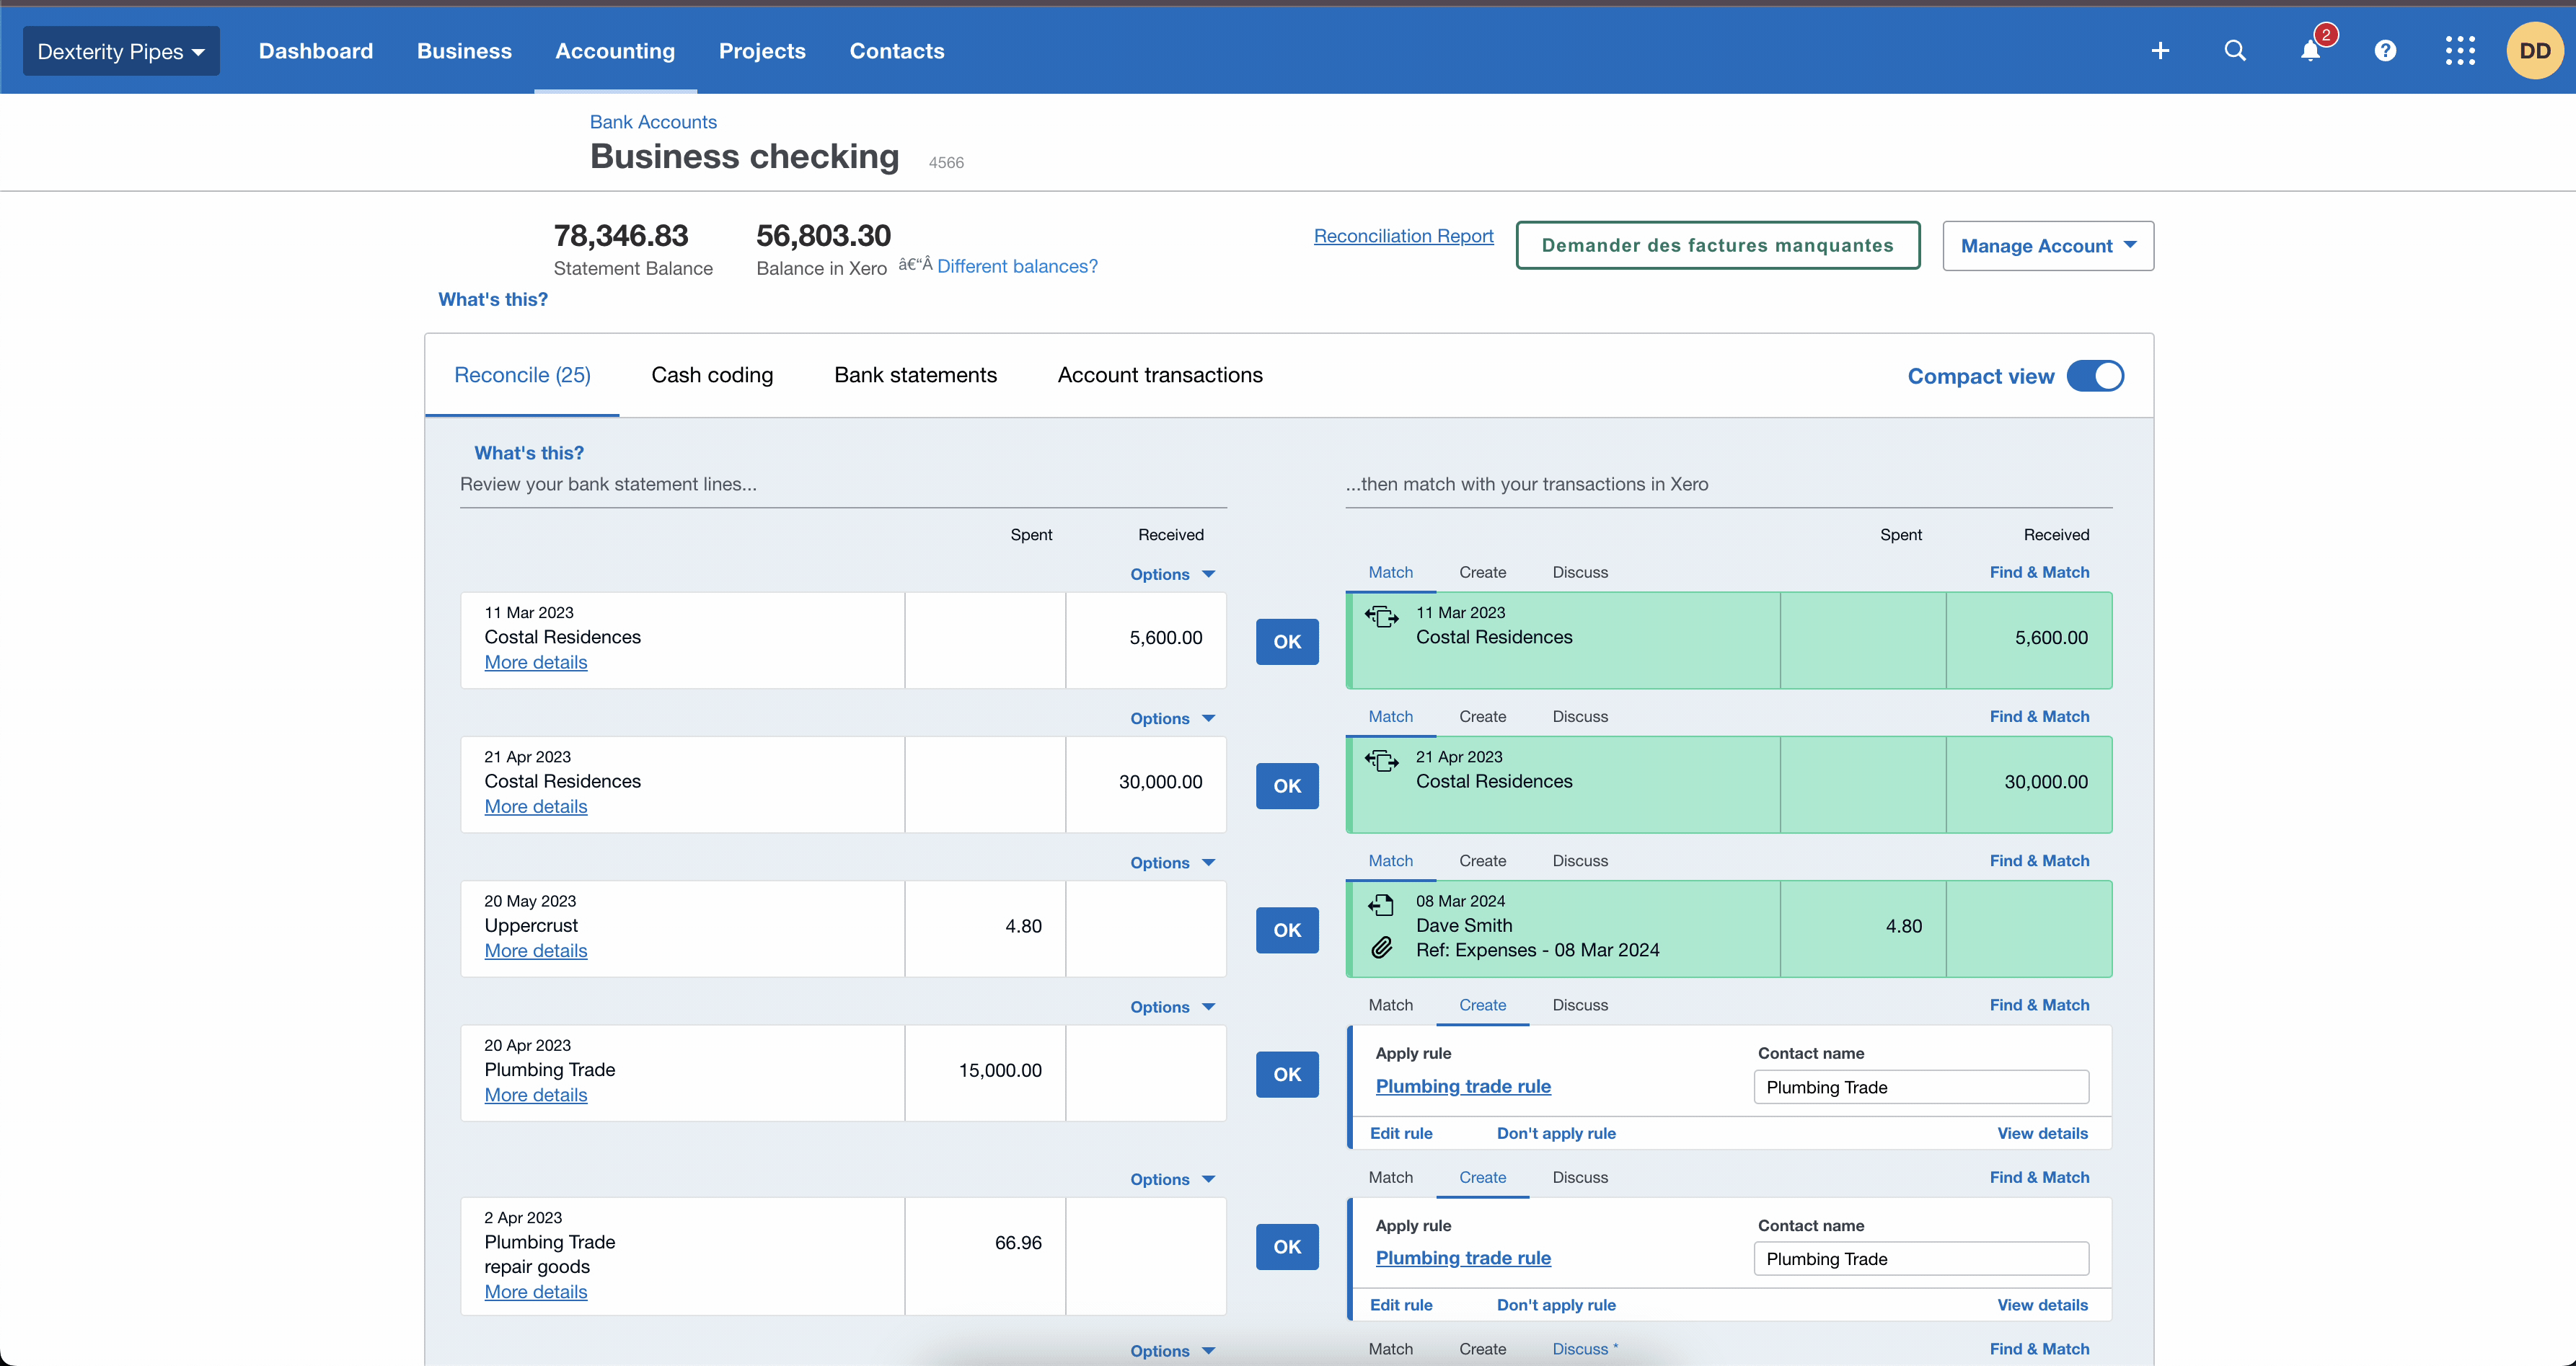 Dexterity Pipes Dashboard Business Accounting Projects Contacts 2 DD
Bank Accounts
Business checking 4566
78,346.83 56,803.30
Statement Balance Balance in Xero â€“Â Different balances?
Reconciliation Report Demander des factures manquantes Manage Account
What's this?
Reconcile (25) Cash coding Bank statements Account transactions Compact view
What's this?
Review your bank statement lines... ...then match with your transactions in Xero
Spent Received Spent Received
Options Match Create Discuss Find & Match
11 Mar 2023 11 Mar 2023
Costal Residences 5,600.00 OK Costal Residences 5,600.00
More details
Options Match Create Discuss Find & Match
21 Apr 2023 21 Apr 2023
Costal Residences 30,000.00 OK Costal Residences 30,000.00
More details
Options Match Create Discuss Find & Match
20 May 2023 08 Mar 2024
Uppercrust 4.80 OK Dave Smith 4.80
More details Ref: Expenses - 08 Mar 2024
Options Match Create Discuss Find & Match
20 Apr 2023 Apply rule Contact name
Plumbing Trade 15,000.00 OK Plumbing trade rule Plumbing Trade
More details
Edit rule Don't apply rule View details
Options Match Create Discuss Find & Match
2 Apr 2023 Apply rule Contact name
Plumbing Trade 66.96 OK Plumbing trade rule Plumbing Trade
repair goods
More details Edit rule Don't apply rule View details
Options Match Create Discuss * Find & Match